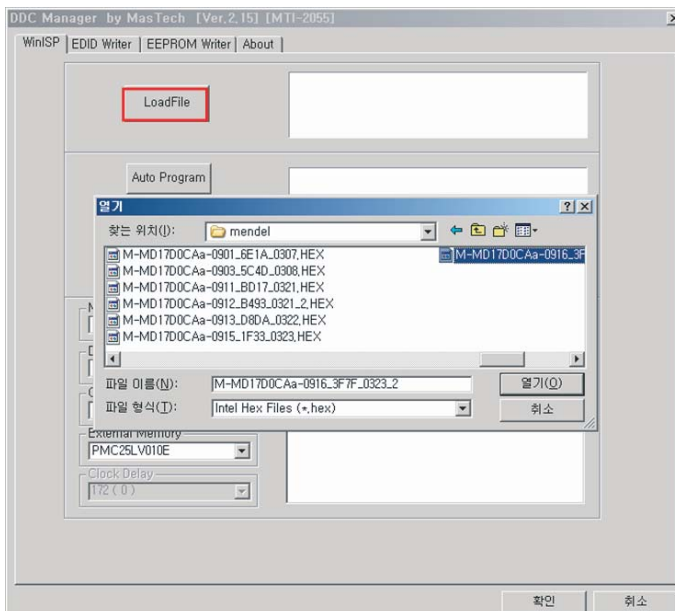 DDC Manager by MasTech [Ver,2,15] [MTI-2055]
WinISP EDID Writer EEPROM Writer About
LoadFile
Auto Program
열기
찾는 위치(I): mendel
M-MD17D0CAa-0901_6E1A_0307,HEX
M-MD17D0CAa-0916_3F
M-MD17D0CAa-0903_5C4D_0308,HEX
M-MD17D0CAa-0911_BD17_0321,HEX
M-MD17D0CAa-0912_B493_0321_2,HEX
M-MD17D0CAa-0913_D8DA_0322,HEX
M-MD17D0CAa-0915_1F33_0323,HEX
파일 이름(N): M-MD17D0CAa-0916_3F7F_0323_2 열기(O)
파일 형식(T): Intel Hex Files (*,hex) 취소
External Memory
PMC25LV010E
Clock Delay
172 ( 0 )
확인 취소